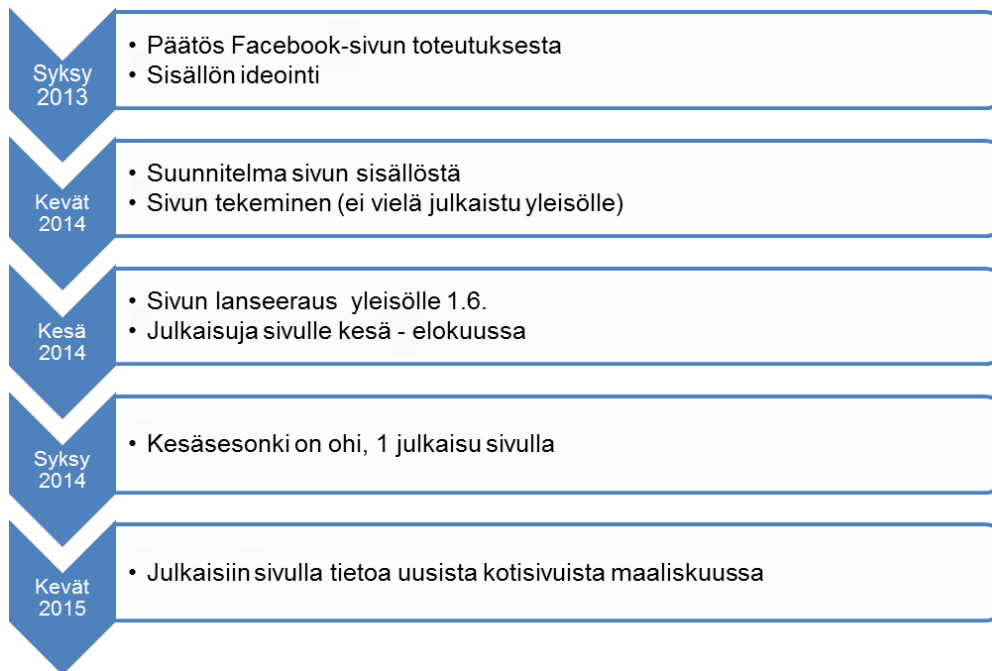 Syksy
2013
• Päätös Facebook-sivun toteutuksesta
• Sisällön ideointi
Kevät
2014
• Suunnitelma sivun sisällöstä
• Sivun tekeminen (ei vielä julkaistu yleisölle)
Kesä
2014
• Sivun lanseeraus yleisölle 1.6.
• Julkaisuja sivulle kesä - elokuussa
Syksy
2014
• Kesäsesonki on ohi, 1 julkaisu sivulla
Kevät
2015
• Julkaisiin sivulla tietoa uusista kotisivuista maaliskuussa